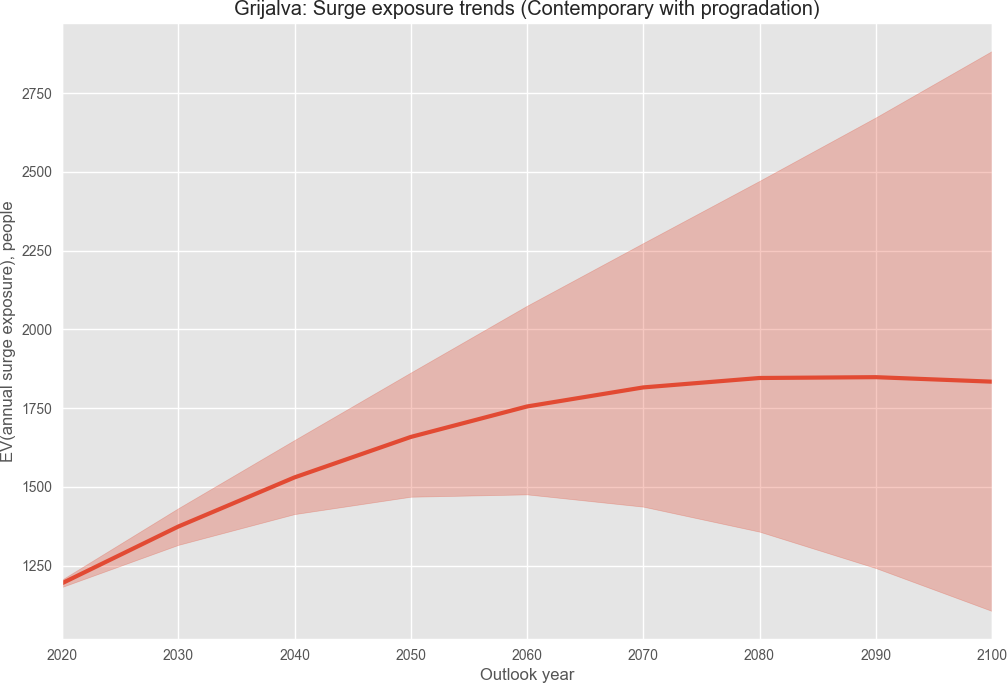 Grijalva: Surge exposure trends (Contemporary with progradation)
EV(annual surge exposure), people
2750
2500
2250
2000
1750
1500
1250
2020 2030 2040 2050 2060 2070 2080 2090 2100
Outlook year